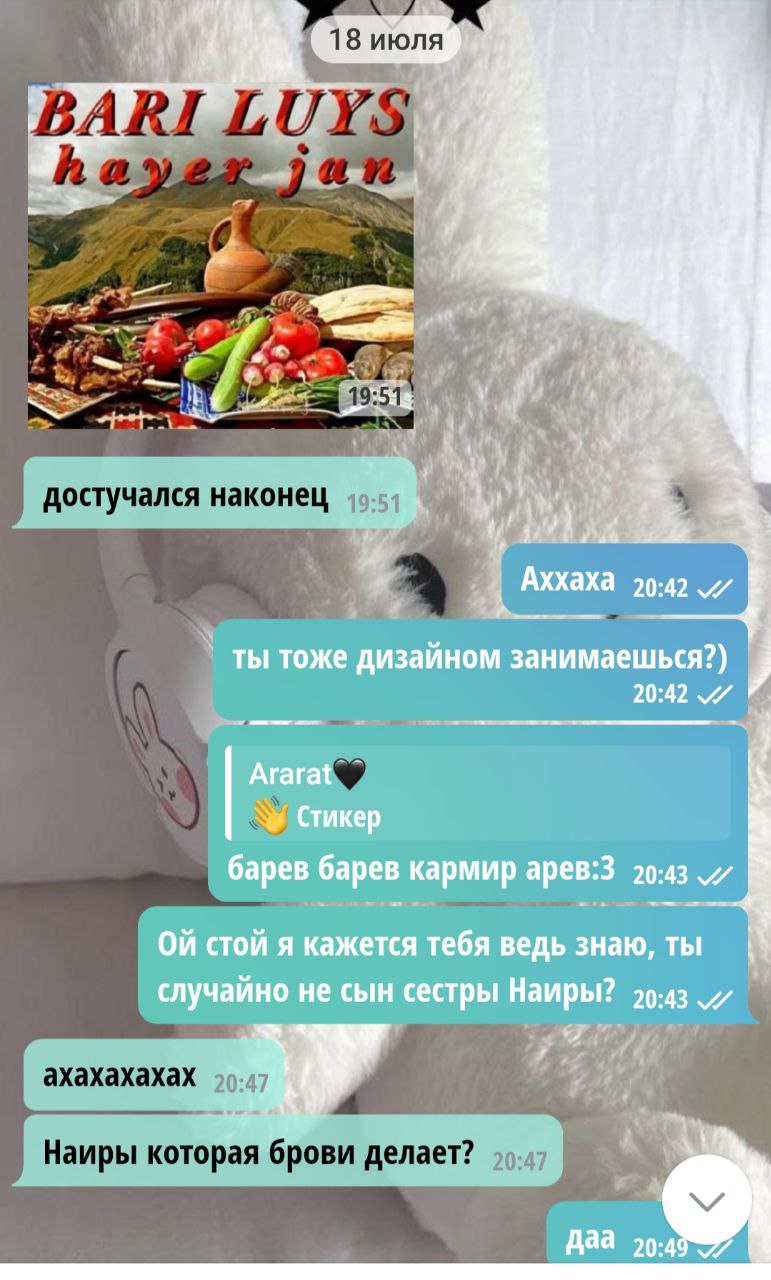 18 июля
BARI LUYS
hayer jan
19:51
достучался наконец 19:51
Аххаха 20:42
ты тоже дизайном занимаешься?)
20:42
Ararat🖤
👋 Стикер
барев барев кармир арев:3 20:43
Ой стой я кажется тебя ведь знаю, ты
случайно не сын сестры Наиры? 20:43
ахахахахах 20:47
Наиры которая брови делает? 20:47
даа 20:49